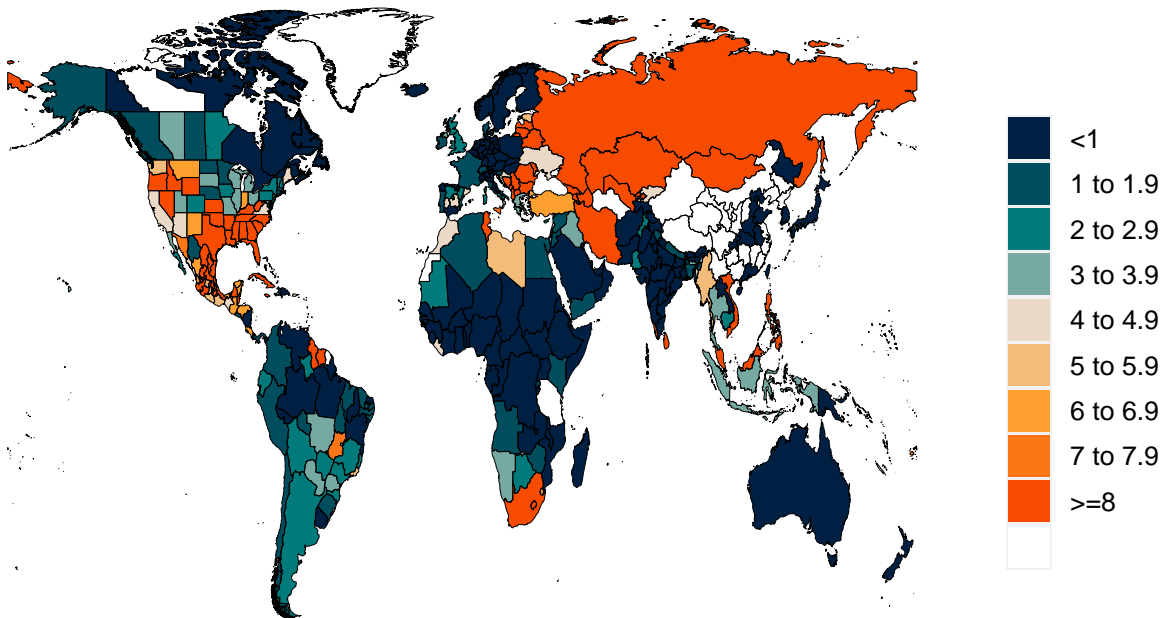 <1
1 to 1.9
2 to 2.9
3 to 3.9
4 to 4.9
5 to 5.9
6 to 6.9
7 to 7.9
>=8